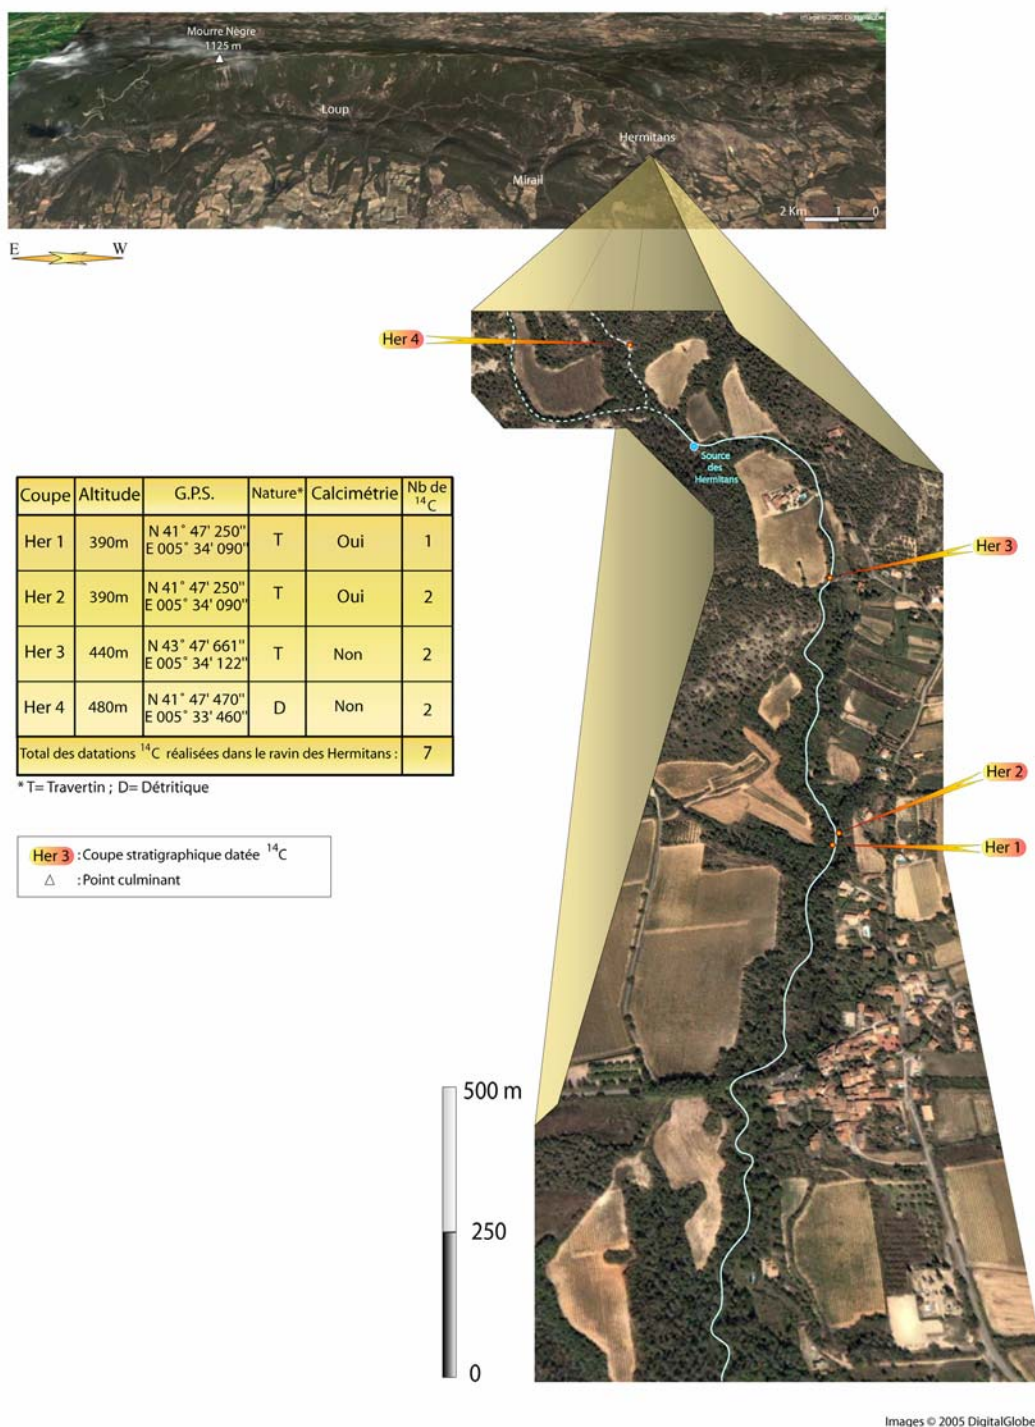 Images © 2005 DigitalGlobe
Mourre Nègre
1125 m
Loup
Hermitans
Mirail
2 Km 1 0
E W
Her 4
Source
des
Hermitans
Her 3
Her 2
Her 1
Coupe Altitude G.P.S. Nature* Calcimétrie Nb de ¹⁴C
Her 1 390m N 41° 47' 250" E 005° 34' 090" T Oui 1
Her 2 390m N 41° 47' 250" E 005° 34' 090" T Oui 2
Her 3 440m N 43° 47' 661" E 005° 34' 122" T Non 2
Her 4 480m N 41° 47' 470" E 005° 33' 460" D Non 2
Total des datations ¹⁴C réalisées dans le ravin des Hermitans : 7
* T= Travertin ; D= Détritique
Her 3 : Coupe stratigraphique datée ¹⁴C
△ : Point culminant
500 m
250
0
Images © 2005 DigitalGlobe